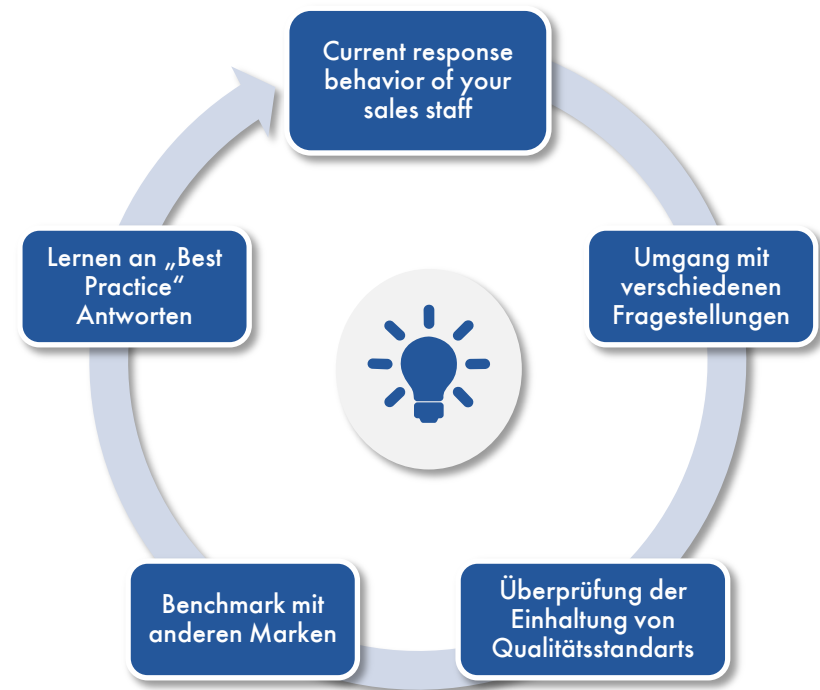 Current response
behavior of your
sales staff
Umgang mit
verschiedenen
Fragestellungen
Überprüfung der
Einhaltung von
Qualitätsstandarts
Benchmark mit
anderen Marken
Lernen an „Best
Practice“
Antworten